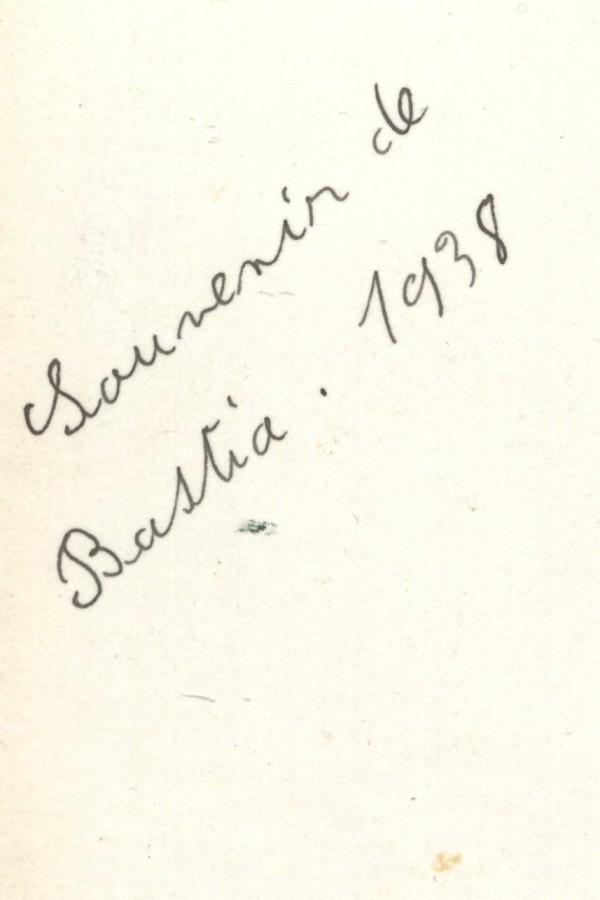 Souvenir de
Bastia . 1938